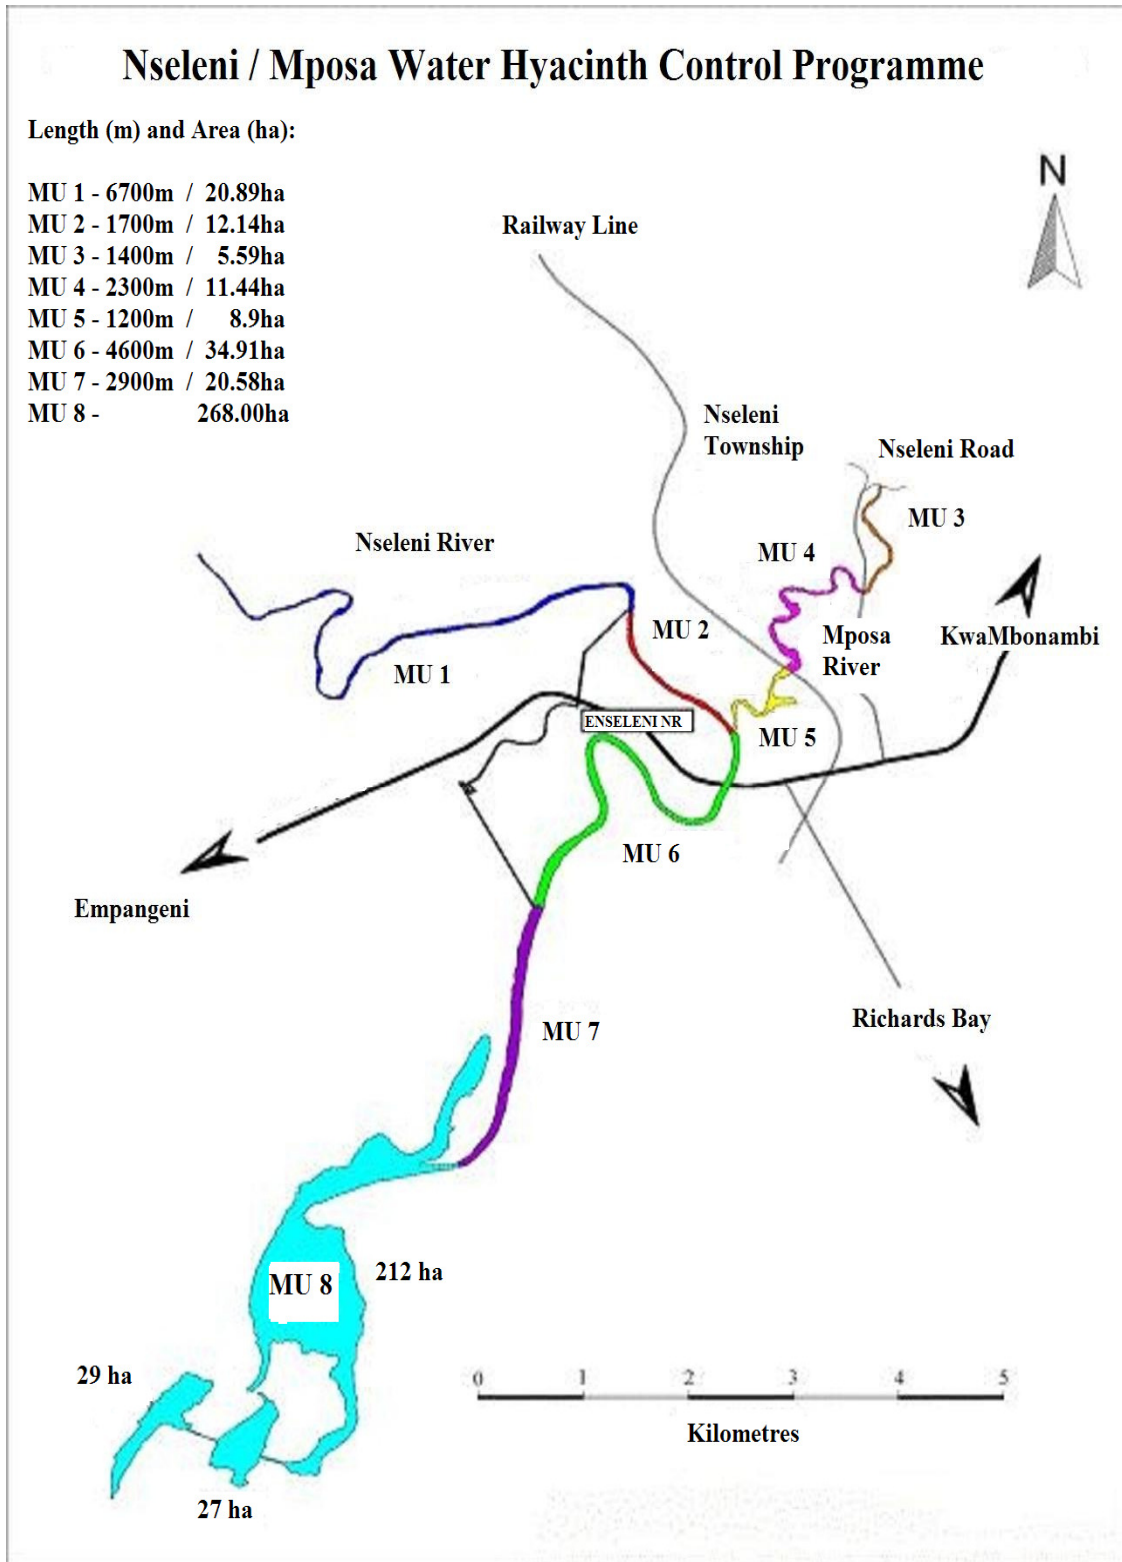 Nseleni / Mposa Water Hyacinth Control Programme
Length (m) and Area (ha):
MU 1 - 6700m / 20.89ha
MU 2 - 1700m / 12.14ha
MU 3 - 1400m / 5.59ha
MU 4 - 2300m / 11.44ha
MU 5 - 1200m / 8.9ha
MU 6 - 4600m / 34.91ha
MU 7 - 2900m / 20.58ha
MU 8 - 268.00ha
N
Railway Line
Nseleni
Township
Nseleni Road
MU 3
Nseleni River
MU 4
MU 2
Mposa
River
KwaMbonambi
MU 1
ENSELENI NR
MU 5
MU 6
Empangeni
Richards Bay
MU 7
212 ha
MU 8
29 ha
0 1 2 3 4 5
Kilometres
27 ha